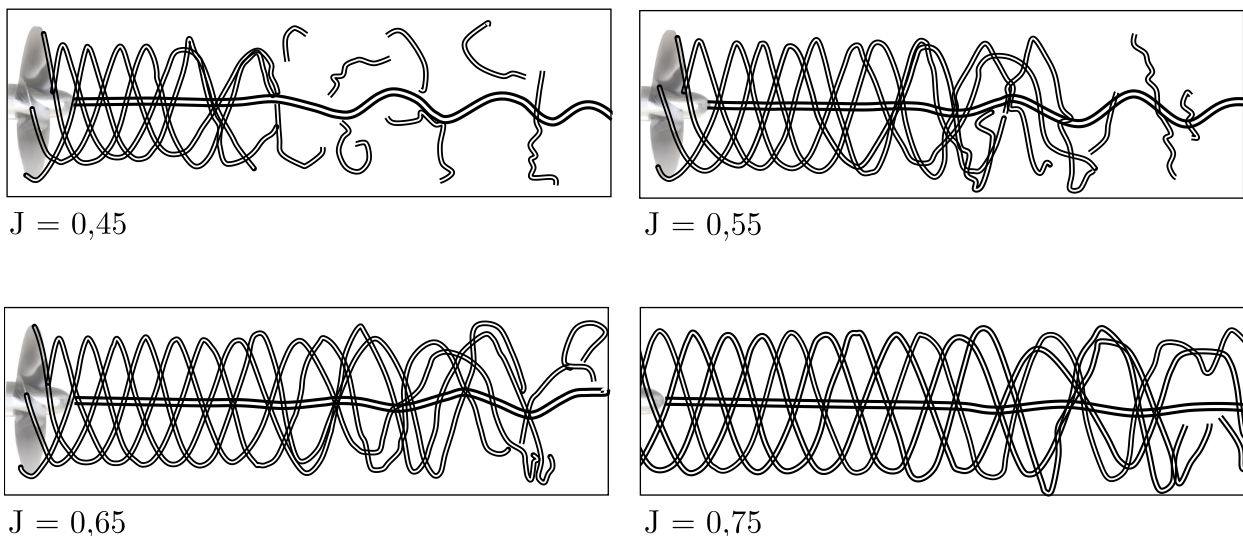 J = 0,45
J = 0,55
J = 0,65
J = 0,75